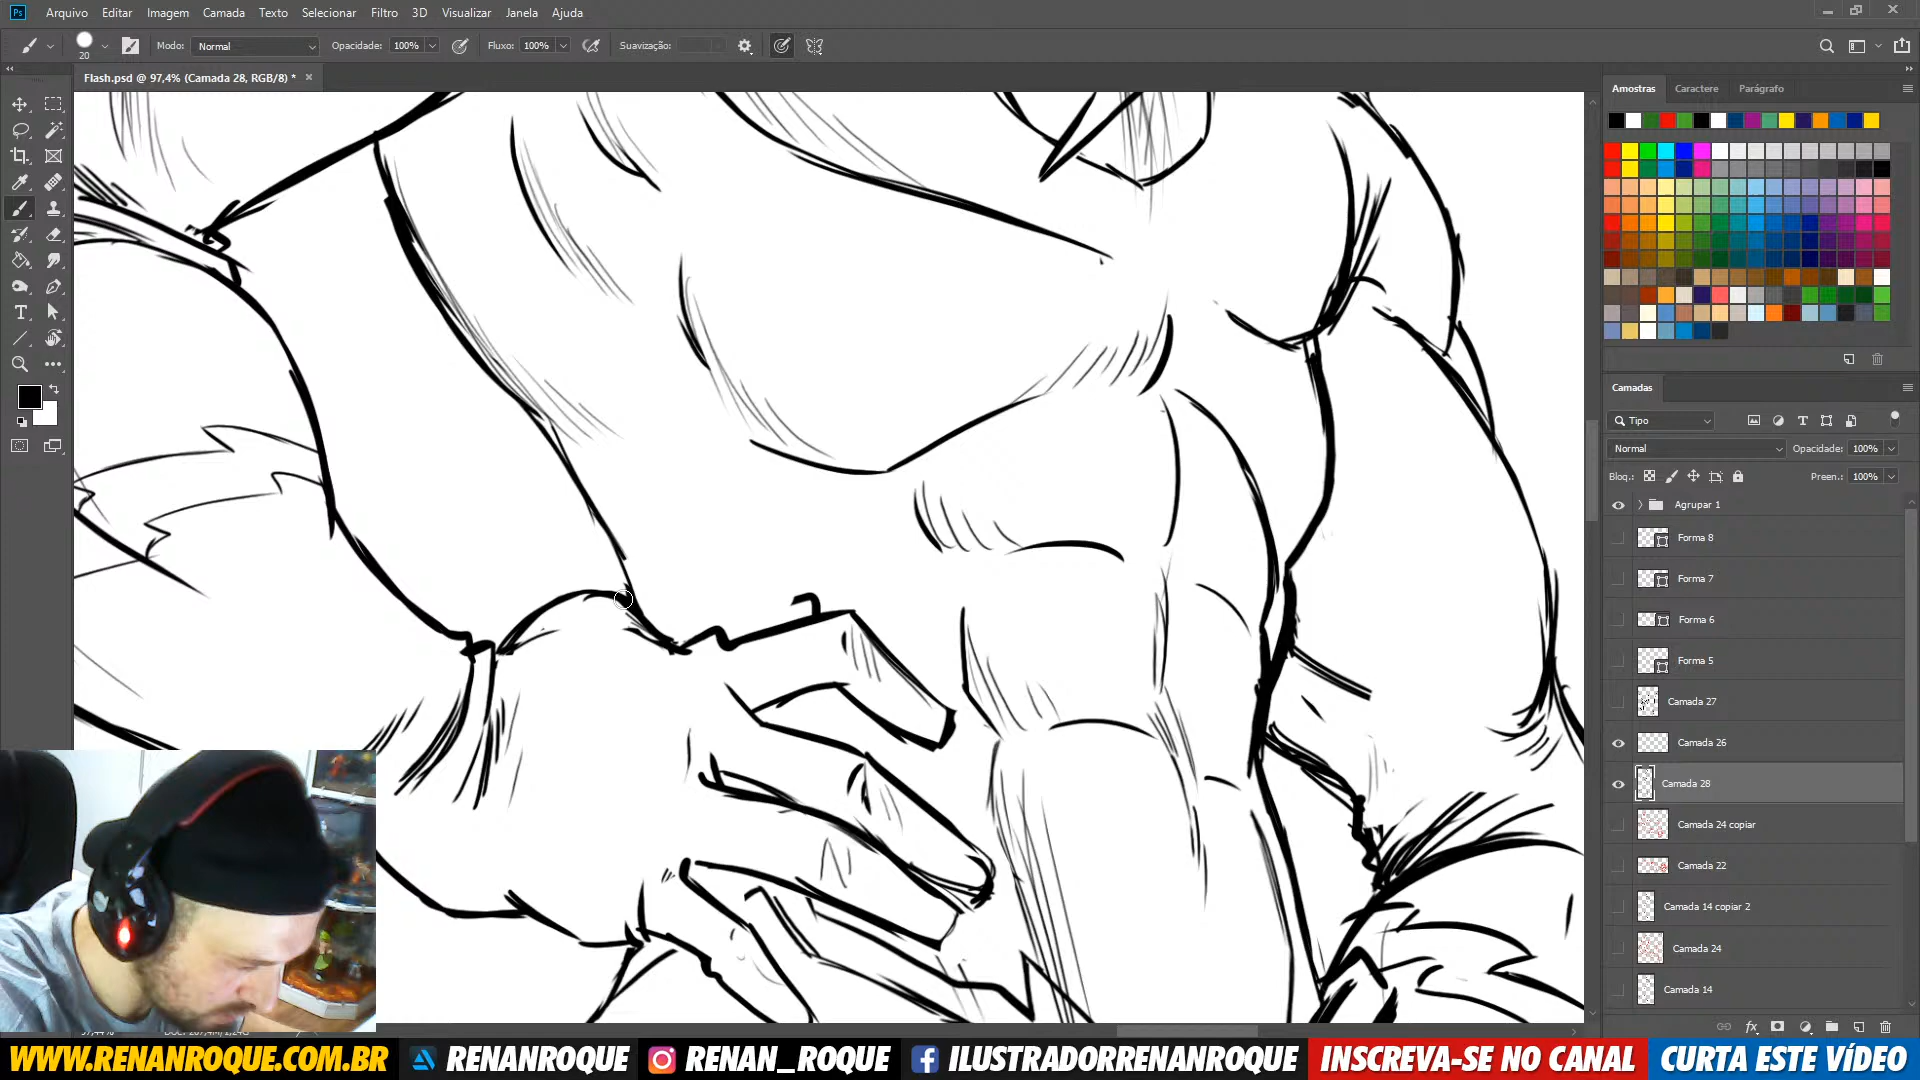 Ps Arquivo Editar Imagem Camada Texto Selecionar Filtro 3D Visualizar Janela Ajuda
20 Modo: Normal Opacidade: 100% Fluxo: 100% Suavização:
Flash.psd @ 97,4% (Camada 28, RGB/8) *
Amostras Caractere Parágrafo
Camadas
Tipo
Normal Opacidade: 100%
Bloq.: Preen.: 100%
Agrupar 1
Forma 8
Forma 7
Forma 6
Forma 5
Camada 27
Camada 26
Camada 28
Camada 24 copiar
Camada 22
Camada 14 copiar 2
Camada 24
Camada 14
fx
WWW.RENANROQUE.COM.BR RENANROQUE RENAN_ROQUE ILUSTRADORRENANROQUE INSCREVA-SE NO CANAL CURTA ESTE VÍDEO